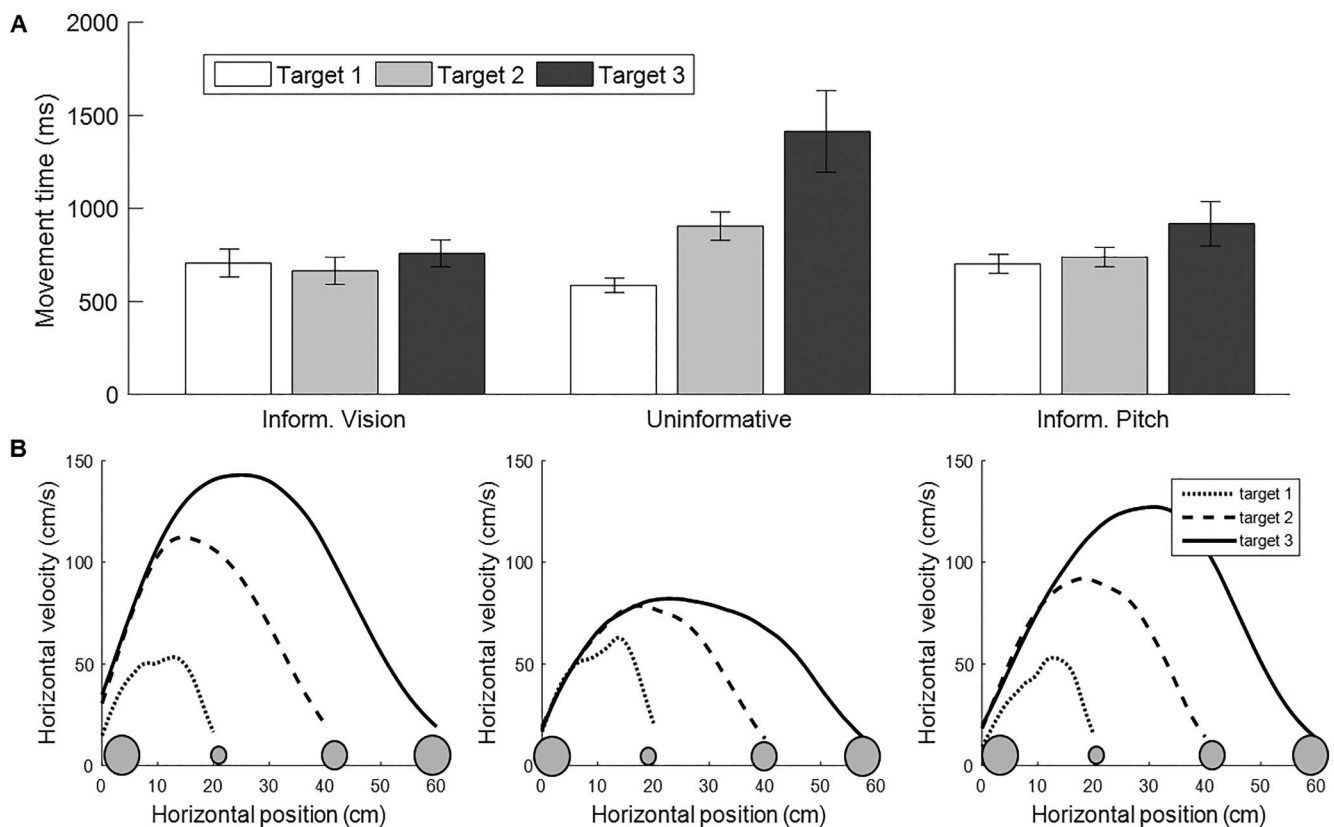 A
2000
1500
1000
500
0
Movement time (ms)
Target 1 Target 2 Target 3
Inform. Vision Uninformative Inform. Pitch
B
150
100
50
0
Horizontal velocity (cm/s)
0 10 20 30 40 50 60
Horizontal position (cm)
150
100
50
0
Horizontal velocity (cm/s)
0 10 20 30 40 50 60
Horizontal position (cm)
150
100
50
0
Horizontal velocity (cm/s)
target 1
target 2
target 3
0 10 20 30 40 50 60
Horizontal position (cm)